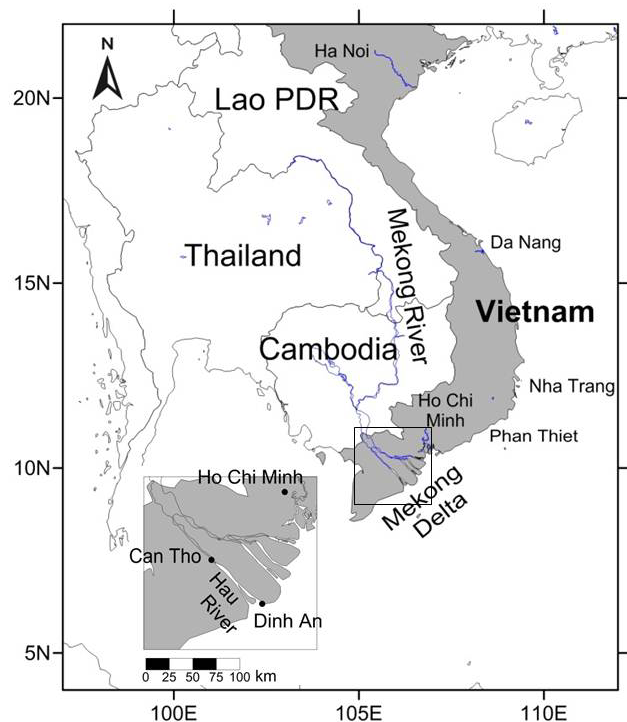 N
Ha Noi
20N
Lao PDR
Mekong River
Da Nang
Thailand
15N
Vietnam
Cambodia
Nha Trang
Ho Chi
Minh
Phan Thiet
10N
Mekong
Delta
Ho Chi Minh
Can Tho
Hau
River
Dinh An
5N
0 25 50 75 100 km
100E 105E 110E